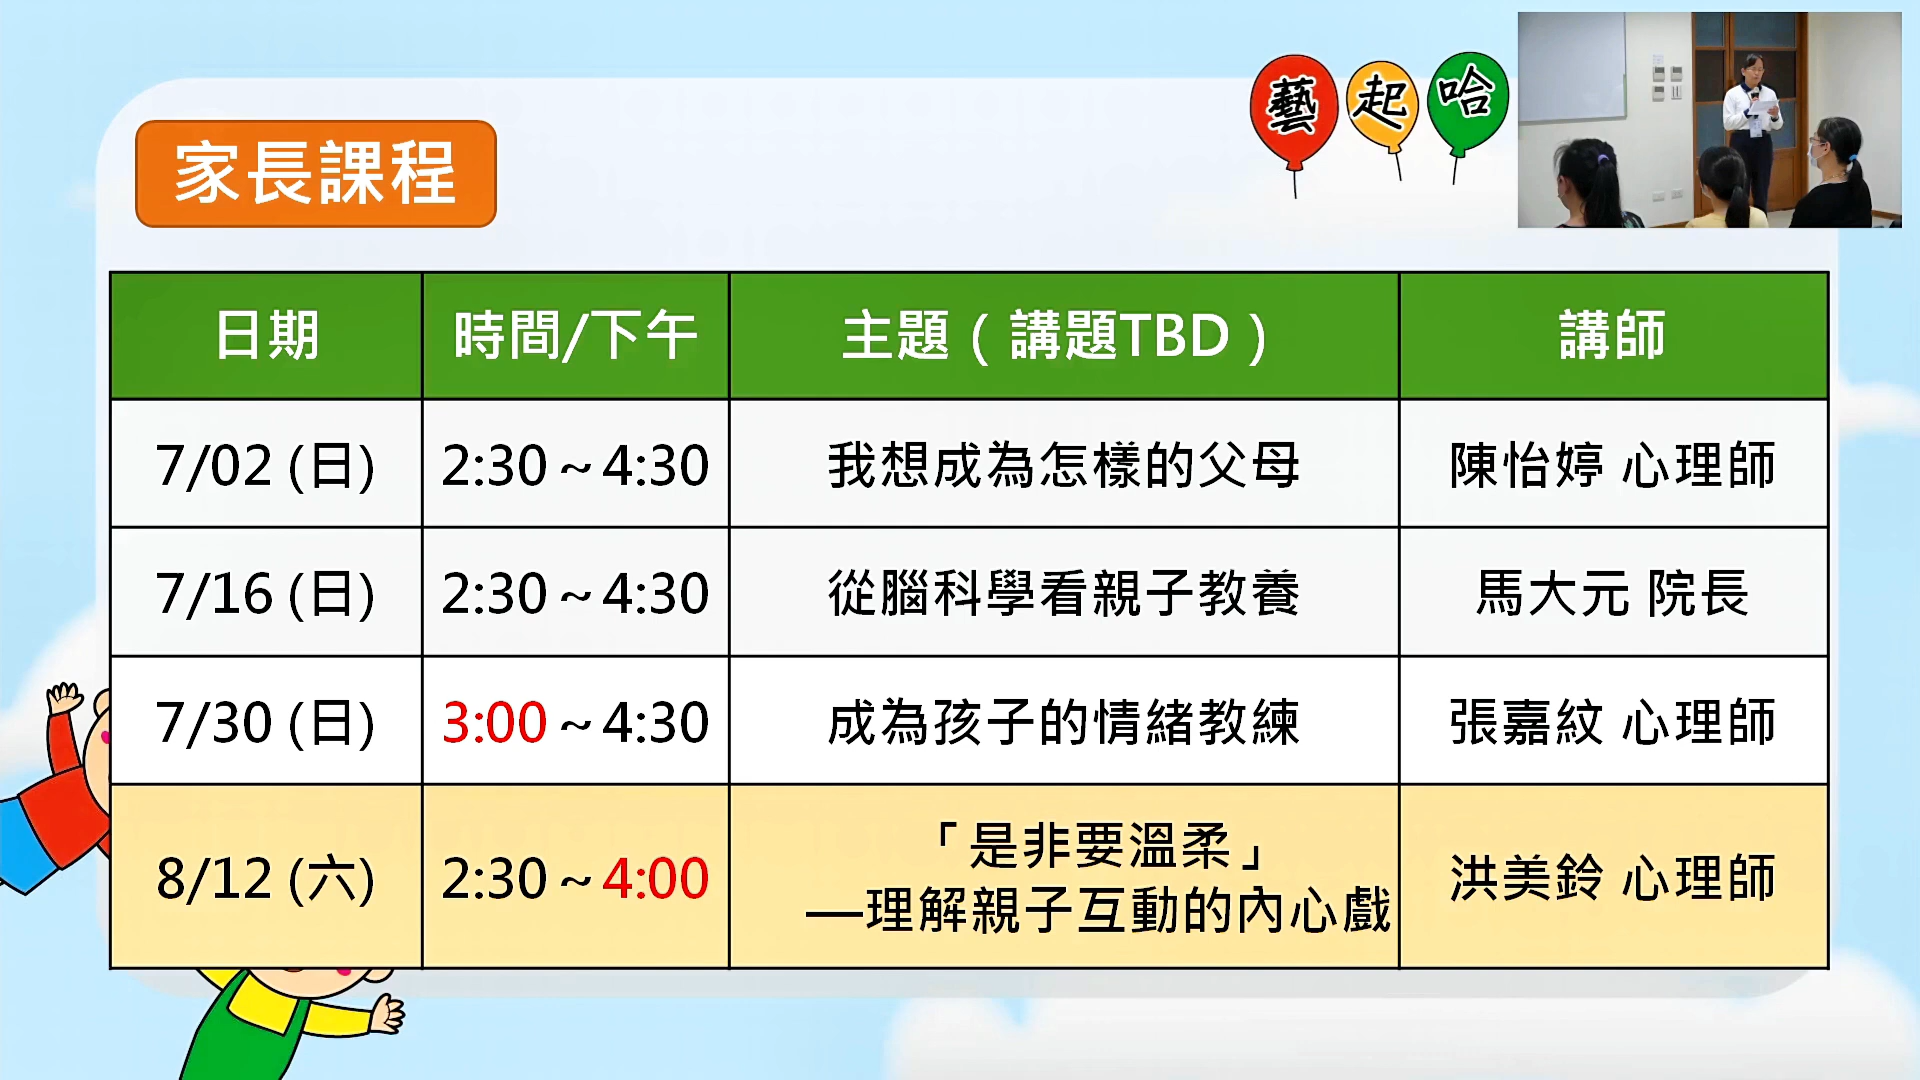 藝起哈
家長課程
日期 時間/下午 主題（講題TBD） 講師
7/02 (日) 2:30～4:30 我想成為怎樣的父母 陳怡婷 心理師
7/16 (日) 2:30～4:30 從腦科學看親子教養 馬大元 院長
7/30 (日) 3:00～4:30 成為孩子的情緒教練 張嘉紋 心理師
8/12 (六) 2:30～4:00 「是非要溫柔」
—理解親子互動的內心戲 洪美鈴 心理師